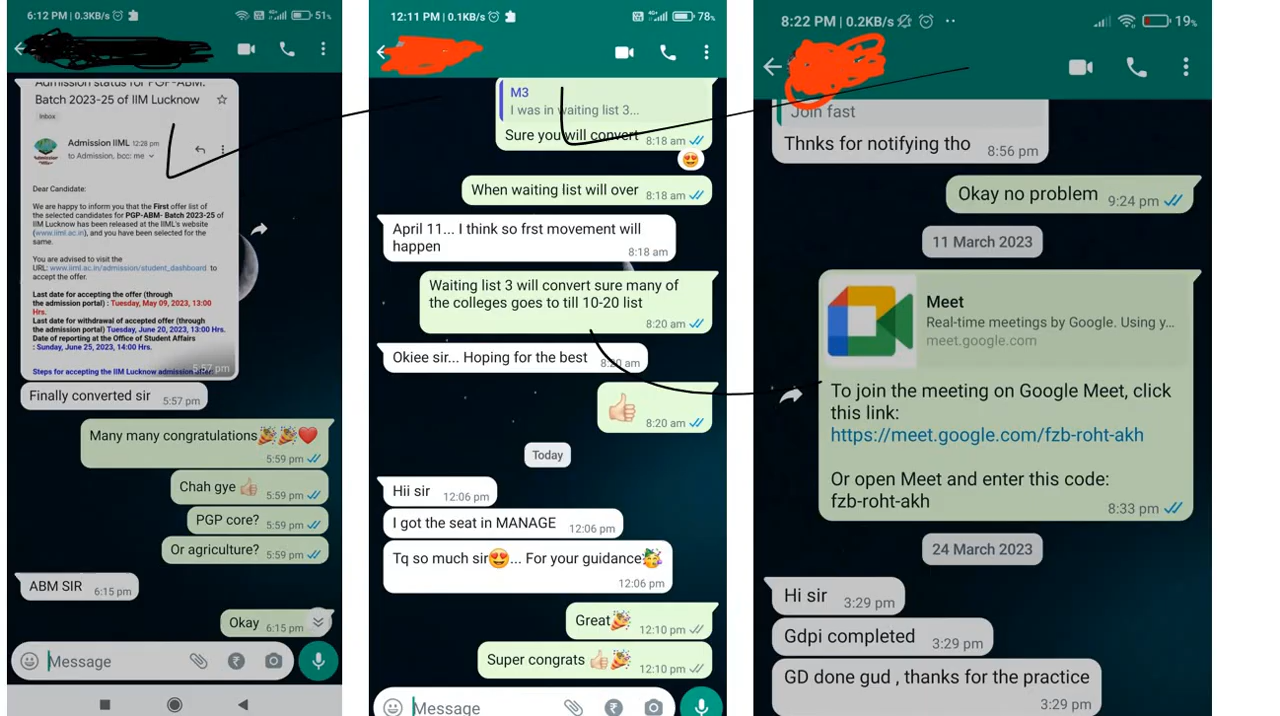 6:12 PM | 0.3KB/s
51%
Admission status for PGP-ABM:
Batch 2023-25 of IIM Lucknow
Inbox
Admission IIML 12:28 pm
to Admission, bcc: me
Dear Candidate:
We are happy to inform you that the First offer list
of the selected candidates for PGP-ABM- Batch 2023-25 of
IIM Lucknow has been released at the IIML's website
(www.iiml.ac.in), and you have been selected for the
same.
You are advised to visit the
URL: www.iiml.ac.in/admission/student_dashboard to
accept the offer.
Last date for accepting the offer (through
the admission portal) : Tuesday, May 09, 2023, 13:00
Hrs.
Last date for withdrawal of accepted offer (through
the admission portal) Tuesday, June 20, 2023, 13:00 Hrs.
Date of reporting at the Office of Student Affairs
: Sunday, June 25, 2023, 14:00 Hrs.
Steps for accepting the IIM Lucknow admission offer:
5:57 pm
Finally converted sir 5:57 pm
Many many congratulations🎉🎉❤️
5:59 pm
Chah gye 👍 5:59 pm
PGP core? 5:59 pm
Or agriculture? 5:59 pm
ABM SIR 6:15 pm
Okay 6:15 pm
Message
12:11 PM | 0.1KB/s
78%
M3
I was in waiting list 3...
Sure you will convert 8:18 am
When waiting list will over 8:18 am
April 11... I think so frst movement will
happen 8:18 am
Waiting list 3 will convert sure many of
the colleges goes to till 10-20 list
8:20 am
Okiee sir... Hoping for the best 8:20 am
8:20 am
Today
Hii sir 12:06 pm
I got the seat in MANAGE 12:06 pm
Tq so much sir😍... For your guidance🥳
12:06 pm
Great🎉 12:10 pm
Super congrats 👍🎉 12:10 pm
Message
8:22 PM | 0.2KB/s
19%
Join fast
Thnks for notifying tho 8:56 pm
Okay no problem 9:24 pm
11 March 2023
Meet
Real-time meetings by Google. Using y...
meet.google.com
To join the meeting on Google Meet, click
this link:
https://meet.google.com/fzb-roht-akh
Or open Meet and enter this code:
fzb-roht-akh 8:33 pm
24 March 2023
Hi sir 3:29 pm
Gdpi completed 3:29 pm
GD done gud , thanks for the practice
3:29 pm